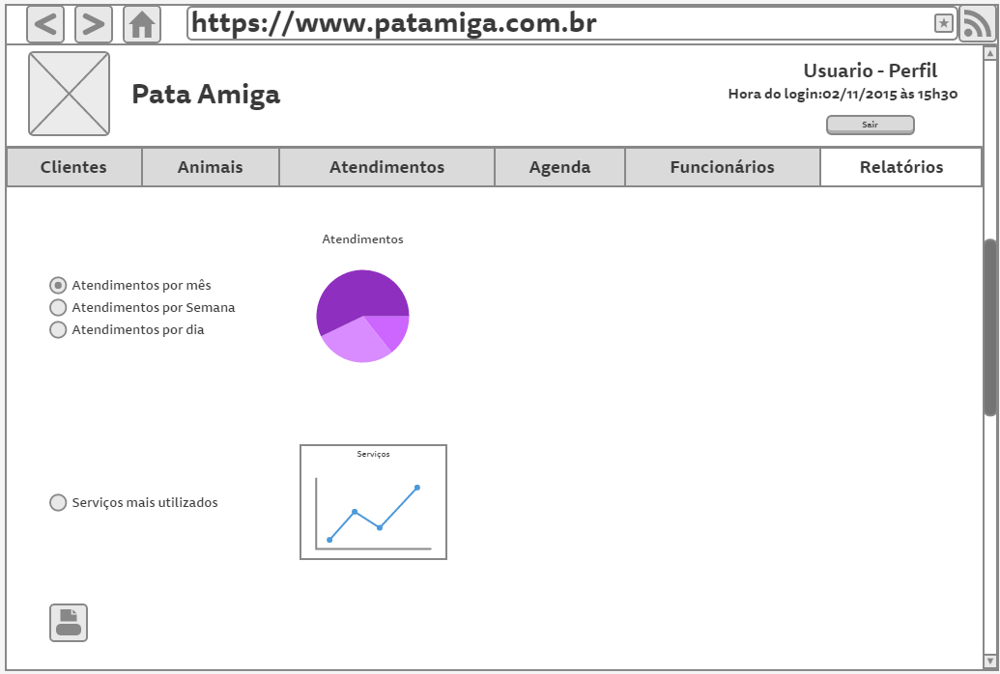 https://www.patamiga.com.br
Pata Amiga
Usuario - Perfil
Hora do login:02/11/2015 às 15h30
Sair
Clientes
Animais
Atendimentos
Agenda
Funcionários
Relatórios
Atendimentos
Atendimentos por mês
Atendimentos por Semana
Atendimentos por dia
Serviços
Serviços mais utilizados